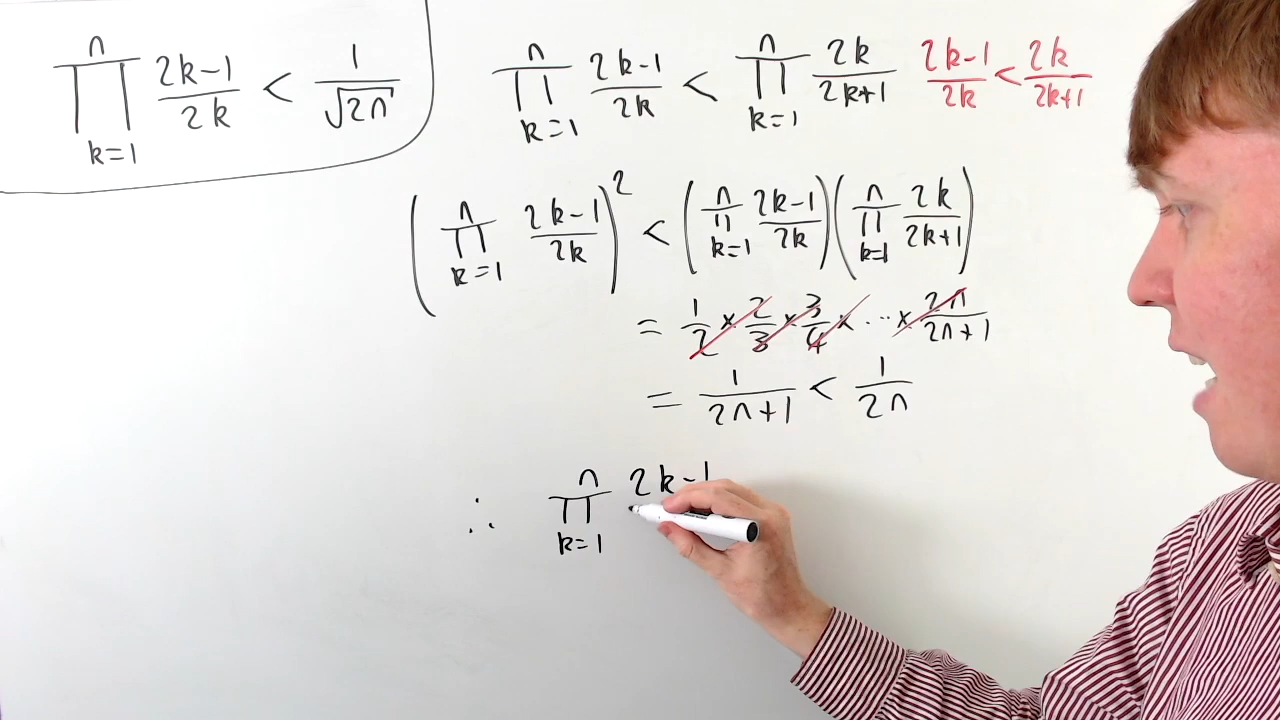 n∏k=1 (2k-1)/(2k) < 1/√(2n)
n∏k=1 (2k-1)/(2k) < n∏k=1 (2k)/(2k+1) (2k-1)/(2k) < (2k)/(2k+1)
(n∏k=1 (2k-1)/(2k))² < (n∏k=1 (2k-1)/(2k))(n∏k=1 (2k)/(2k+1))
= 1/2 × 2/3 × 3/4 × ... × 2n/(2n+1)
= 1/(2n+1) < 1/(2n)
∴ n∏k=1 2k-1